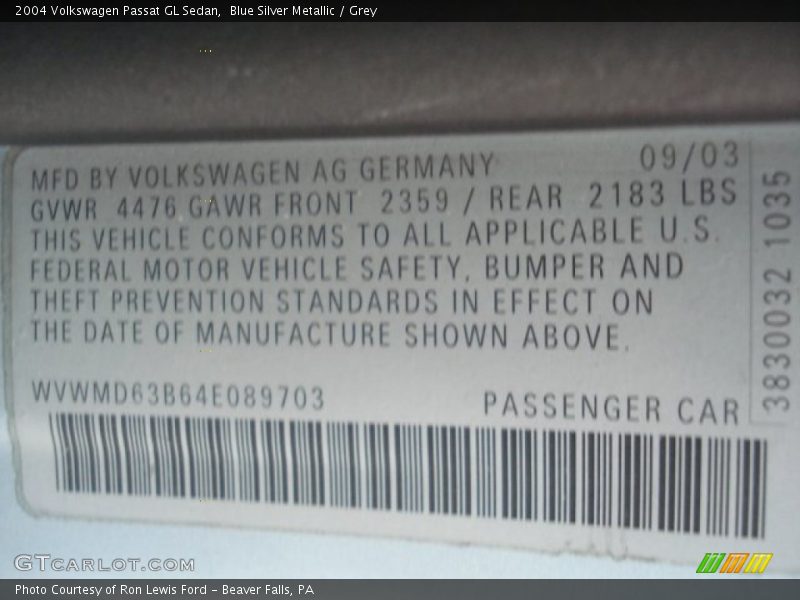 2004 Volkswagen Passat GL Sedan,  Blue Silver Metallic / Grey
MFD BY VOLKSWAGEN AG GERMANY 09/03
GVWR 4476 GAWR FRONT 2359 / REAR 2183 LBS
THIS VEHICLE CONFORMS TO ALL APPLICABLE U.S.
FEDERAL MOTOR VEHICLE SAFETY, BUMPER AND
THEFT PREVENTION STANDARDS IN EFFECT ON
THE DATE OF MANUFACTURE SHOWN ABOVE.
WVWMD63B64E089703 PASSENGER CAR
3830032 1035
GTCARLOT.COM
Photo Courtesy of Ron Lewis Ford - Beaver Falls, PA